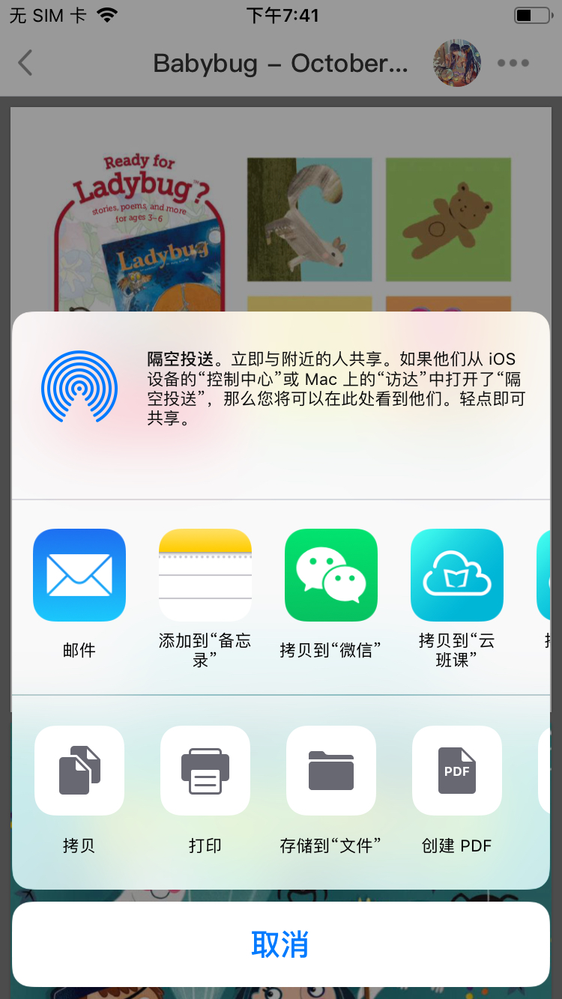 无 SIM 卡
下午7:41
Babybug – October...
Ready for
Ladybug?
stories, poems, and more
for ages 3–6
Ladybug
隔空投送。立即与附近的人共享。如果他们从 iOS
设备的“控制中心”或 Mac 上的“访达”中打开了“隔
空投送”，那么您将可以在此处看到他们。轻点即可
共享。
邮件
添加到“备忘
录”
拷贝到“微信”
拷贝到“云
班课”
PDF
拷贝
打印
存储到“文件”
创建 PDF
取消